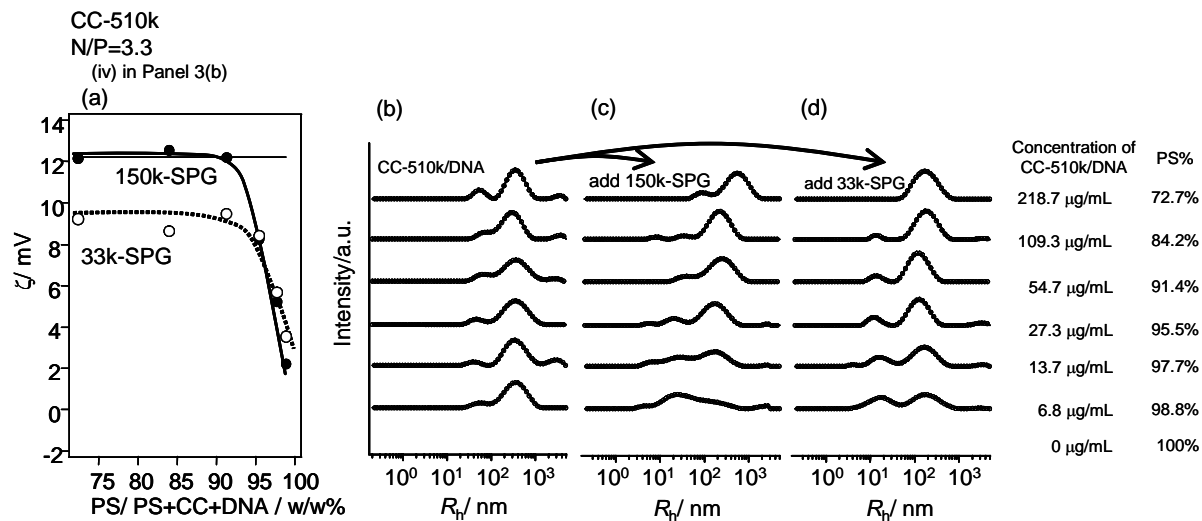 CC-510k
N/P=3.3
(iv) in Panel 3(b)
(a)
14
12
10
8
6
4
2
0
-2
ζ/ mV
150k-SPG
33k-SPG
75 80 85 90 95 100
PS/ PS+CC+DNA / w/w%
(b) (c) (d)
Intensity/a.u.
CC-510k/DNA
add 150k-SPG
add 33k-SPG
10⁰ 10¹ 10² 10³
Rₕ/ nm
10⁰ 10¹ 10² 10³
Rₕ/ nm
10⁰ 10¹ 10² 10³
Rₕ/ nm
Concentration of
CC-510k/DNA
PS%
218.7 μg/mL 72.7%
109.3 μg/mL 84.2%
54.7 μg/mL 91.4%
27.3 μg/mL 95.5%
13.7 μg/mL 97.7%
6.8 μg/mL 98.8%
0 μg/mL 100%